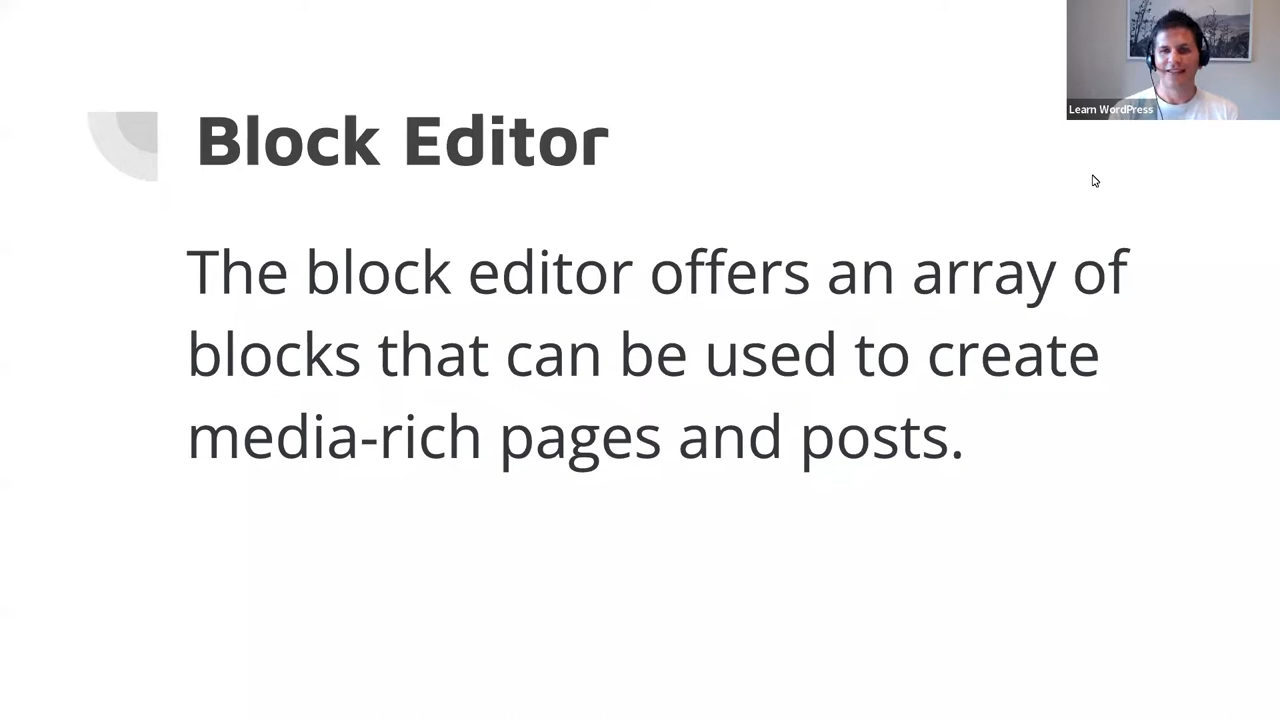 Learn WordPress
Block Editor
The block editor offers an array of
blocks that can be used to create
media-rich pages and posts.